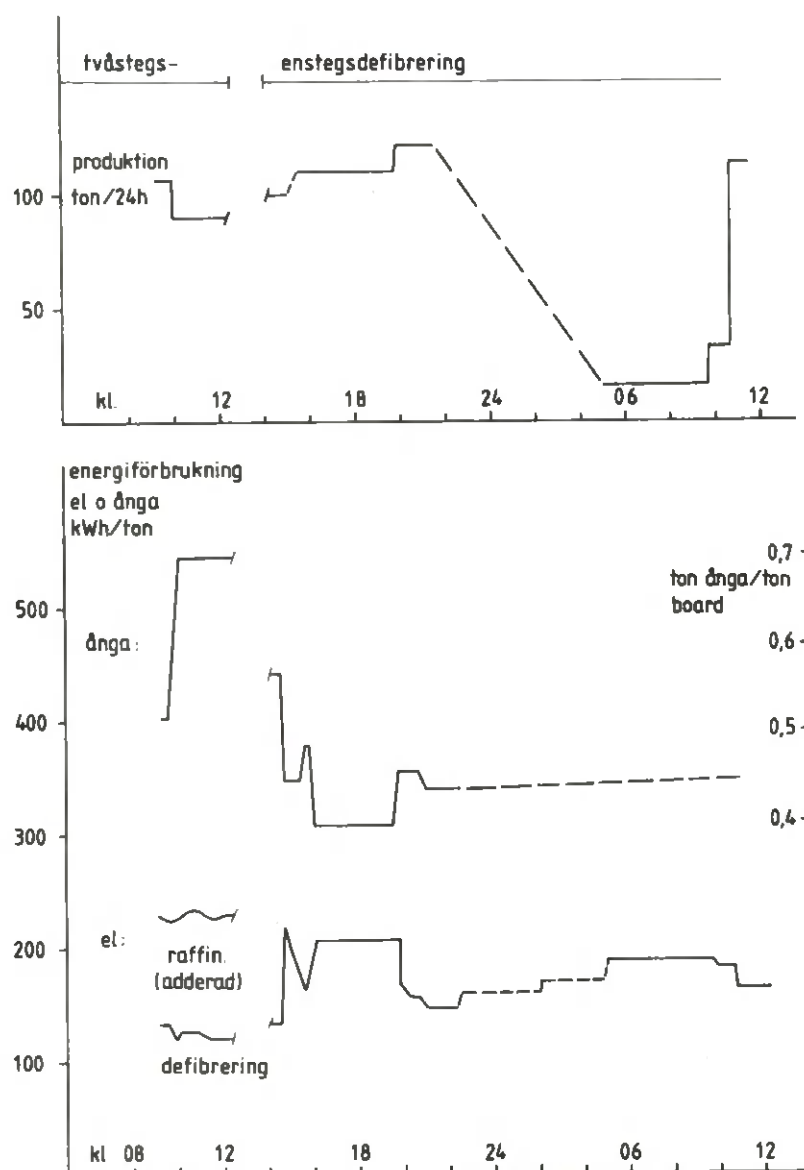 tvåstegs-
enstegsdefibrering
produktion
ton/24h
100
50
kl. 12 18 24 06 12
energiförbrukning
el o ånga
kWh/ton
0,7
ton ånga/ton
board
500
ånga:
0,6
400
0,5
300
0,4
200
el:
raffin.
(adderad)
100
defibrering
kl 08 12 18 24 06 12